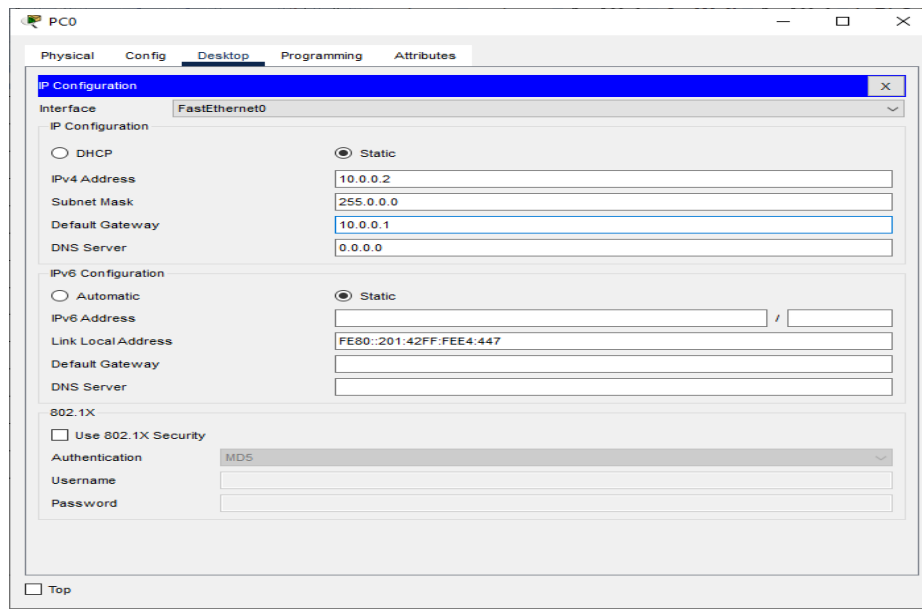 PC0
Physical Config Desktop Programming Attributes
IP Configuration X
Interface FastEthernet0
IP Configuration
DHCP Static
IPv4 Address 10.0.0.2
Subnet Mask 255.0.0.0
Default Gateway 10.0.0.1
DNS Server 0.0.0.0
IPv6 Configuration
Automatic Static
IPv6 Address /
Link Local Address FE80::201:42FF:FEE4:447
Default Gateway
DNS Server
802.1X
Use 802.1X Security
Authentication MD5
Username
Password
Top